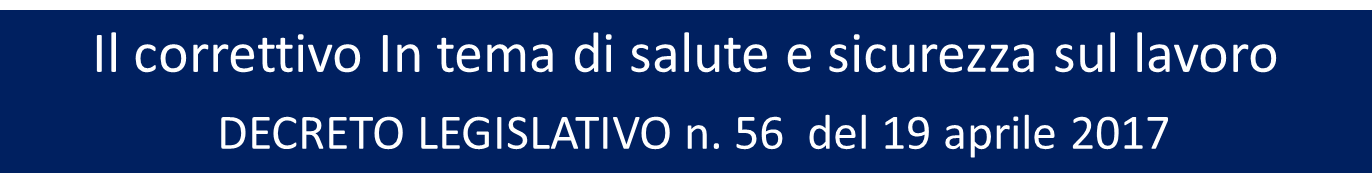 Il correttivo In tema di salute e sicurezza sul lavoro
DECRETO LEGISLATIVO n. 56 del 19 aprile 2017